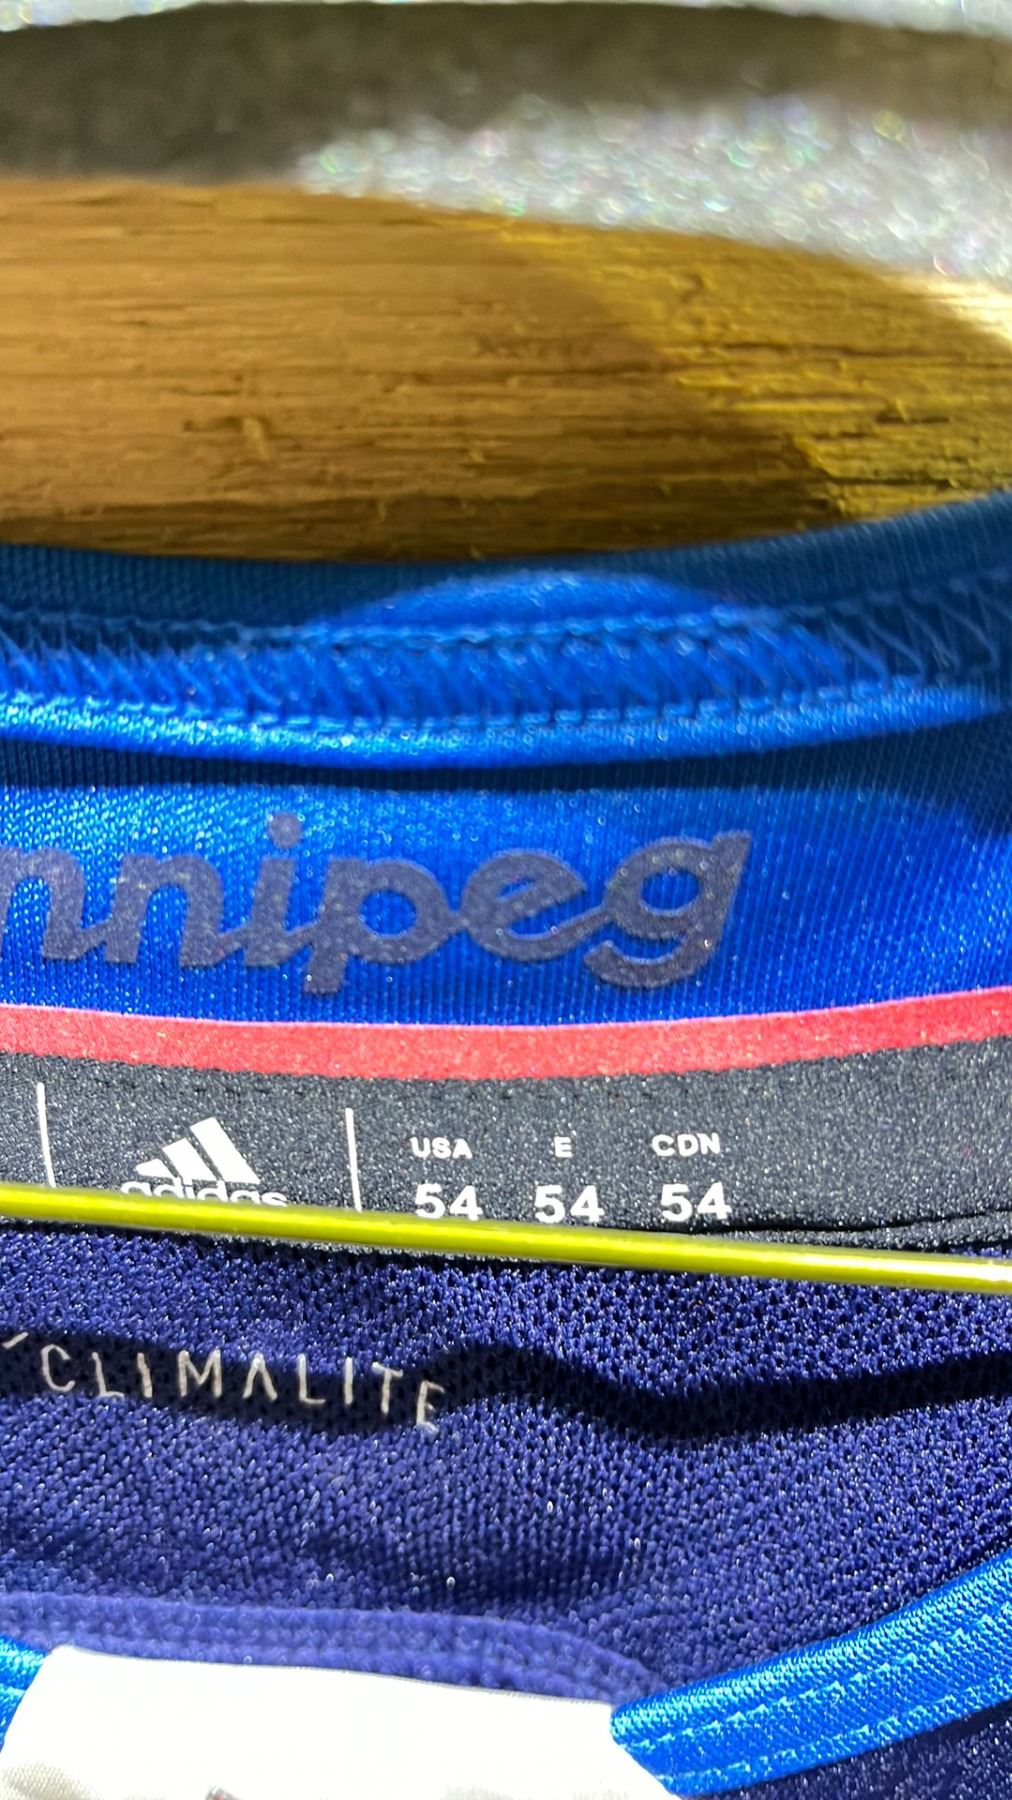 nnipeg
adidas
USA E CDN
54 54 54
CLIMALITE